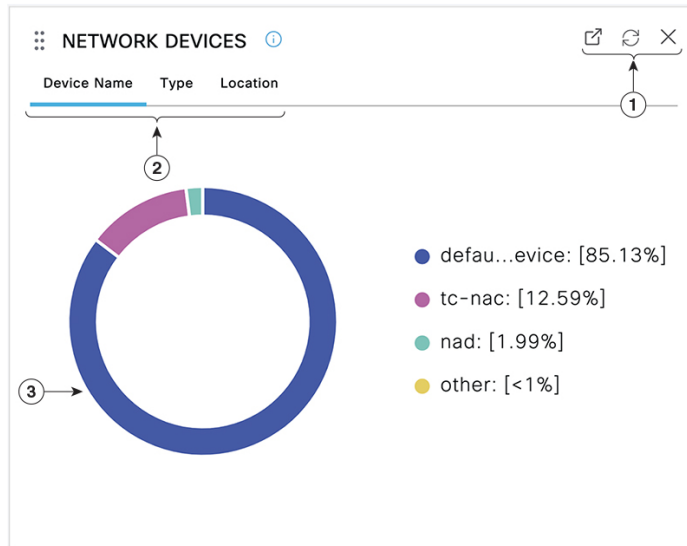 NETWORK DEVICES
Device Name Type Location
1
2
defau...evice: [85.13%]
tc-nac: [12.59%]
nad: [1.99%]
other: [<1%]
3